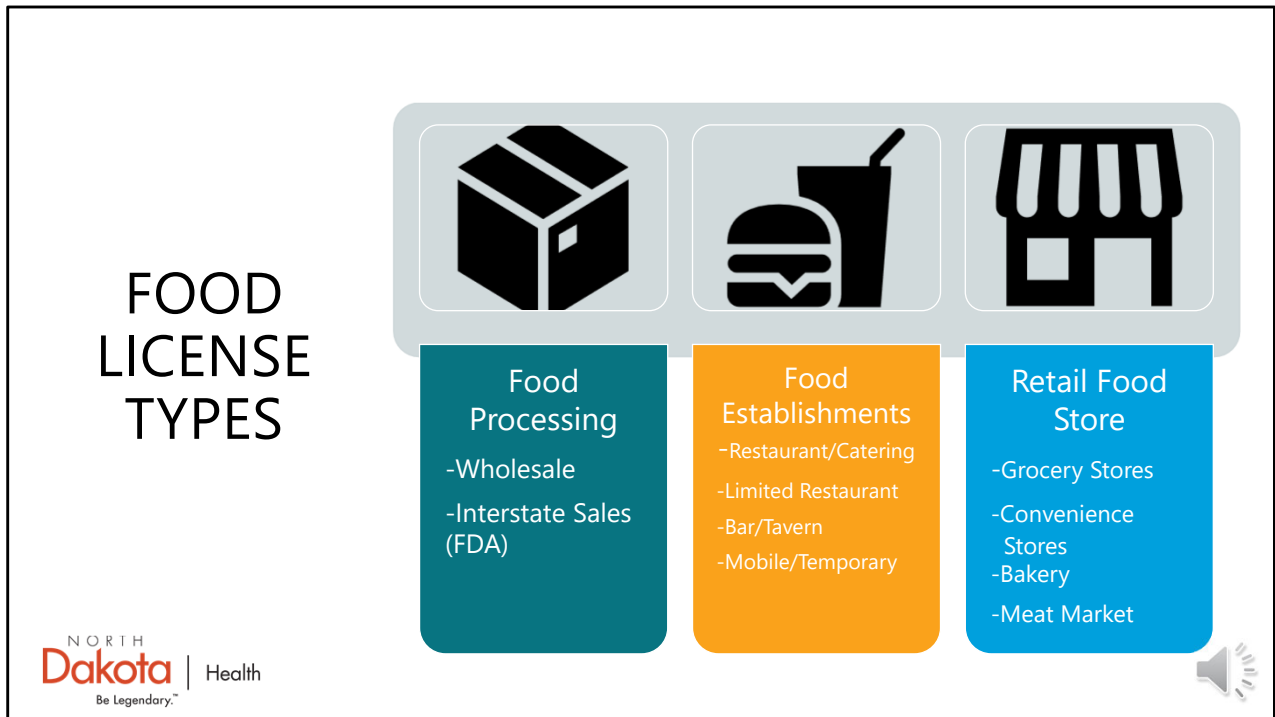 FOOD
LICENSE
TYPES
Food
Processing
-Wholesale
-Interstate Sales
(FDA)
Food
Establishments
-Restaurant/Catering
-Limited Restaurant
-Bar/Tavern
-Mobile/Temporary
Retail Food
Store
-Grocery Stores
-Convenience
Stores
-Bakery
-Meat Market
NORTH
Dakota | Health
Be Legendary.™